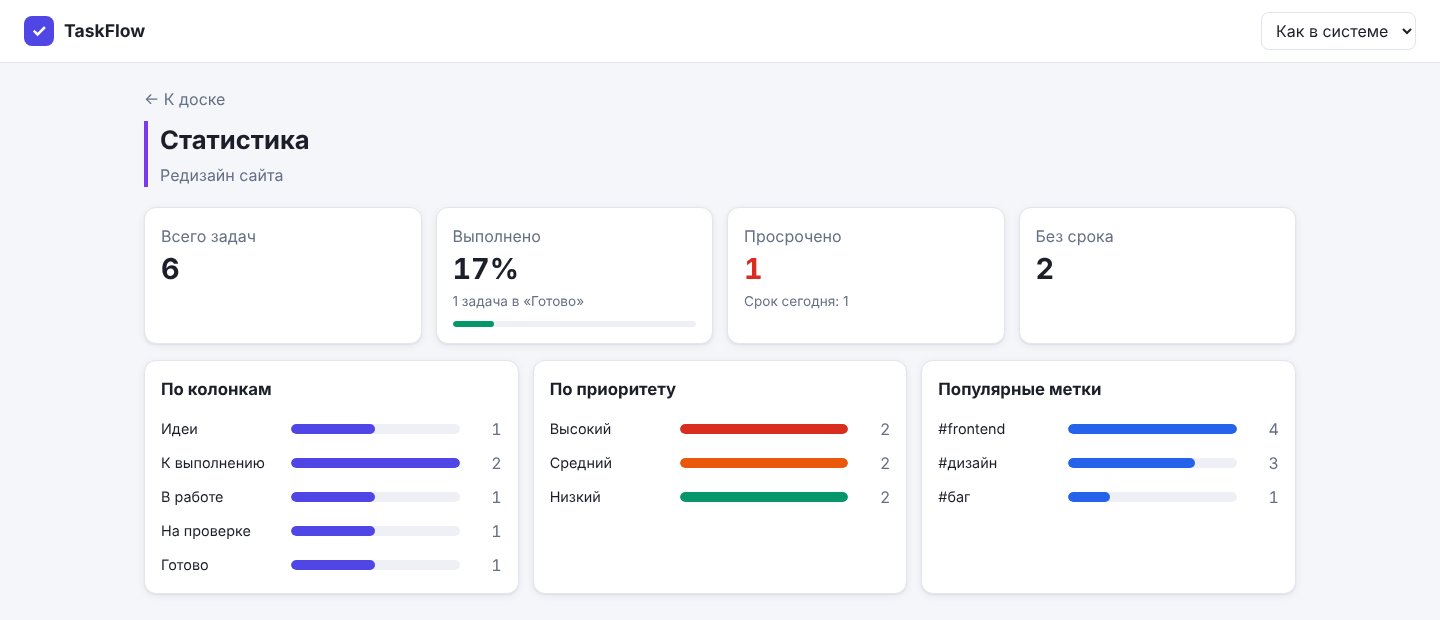 TaskFlow
Как в системе
← К доске
Статистика
Редизайн сайта
Всего задач
6
Выполнено
17%
1 задача в «Готово»
Просрочено
1
Срок сегодня: 1
Без срока
2
По колонкам
Идеи 1
К выполнению 2
В работе 1
На проверке 1
Готово 1
По приоритету
Высокий 2
Средний 2
Низкий 2
Популярные метки
#frontend 4
#дизайн 3
#баг 1